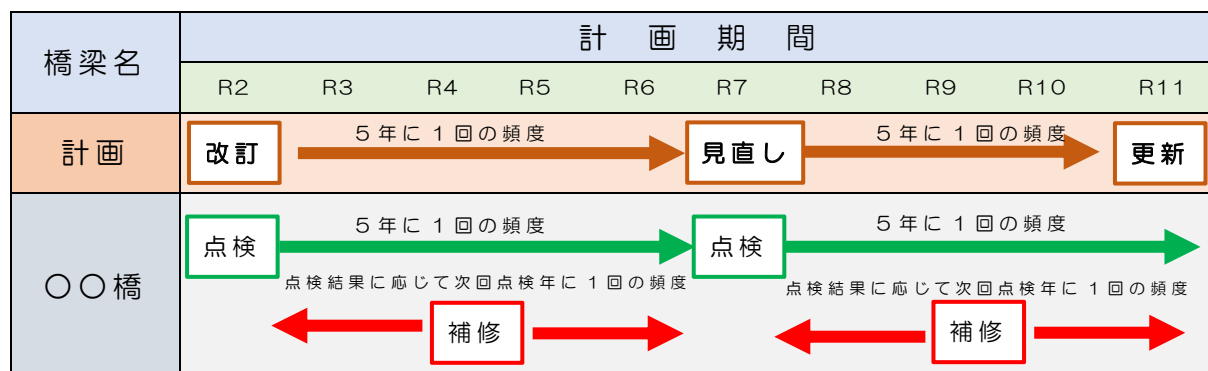 橋梁名
計画期間
R2 R3 R4 R5 R6 R7 R8 R9 R10 R11
計画
改訂
5年に1回の頻度
見直し
5年に1回の頻度
更新
〇〇橋
点検
5年に1回の頻度
点検
5年に1回の頻度
点検結果に応じて次回点検年に1回の頻度
点検結果に応じて次回点検年に1回の頻度
補修
補修